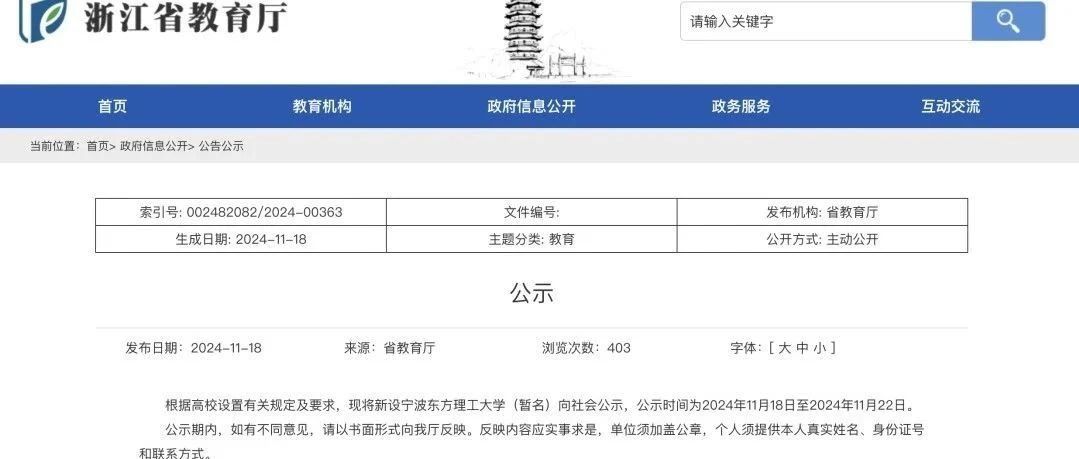 浙江省教育厅
请输入关键字
首页 教育机构 政府信息公开 政务服务 互动交流
当前位置：首页> 政府信息公开> 公告公示
索引号: 002482082/2024-00363 文件编号: 发布机构: 省教育厅
生成日期: 2024-11-18 主题分类: 教育 公开方式: 主动公开
公示
发布日期：2024-11-18 来源：省教育厅 浏览次数：403 字体：[ 大 中 小 ]
根据高校设置有关规定及要求，现将新设宁波东方理工大学（暂名）向社会公示，公示时间为2024年11月18日至2024年11月22日。
公示期内，如有不同意见，请以书面形式向我厅反映。反映内容应实事求是，单位须加盖公章，个人须提供本人真实姓名、身份证号
和联系方式。